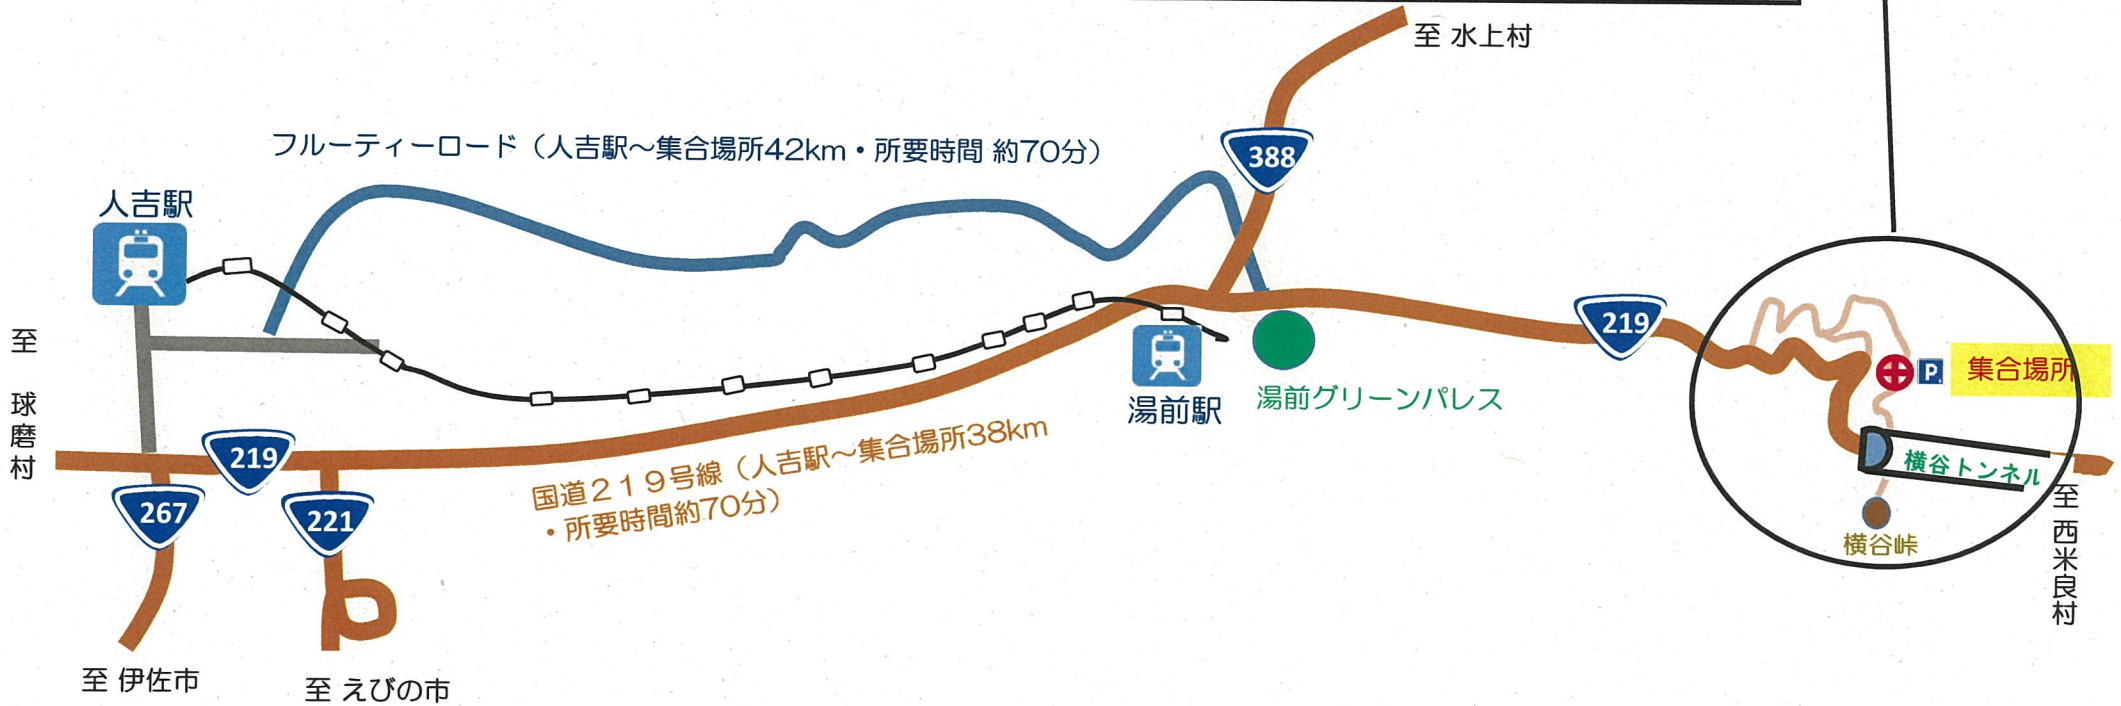 至 水上村
388
フルーティーロード（人吉駅～集合場所42km・所要時間 約70分）
人吉駅
219
P
集合場所
至 球磨村
湯前駅
湯前グリーンパレス
国道２１９号線（人吉駅～集合場所38km
・所要時間約70分）
219
横谷トンネル
267
221
横谷峠
至 西米良村
至 伊佐市
至 えびの市